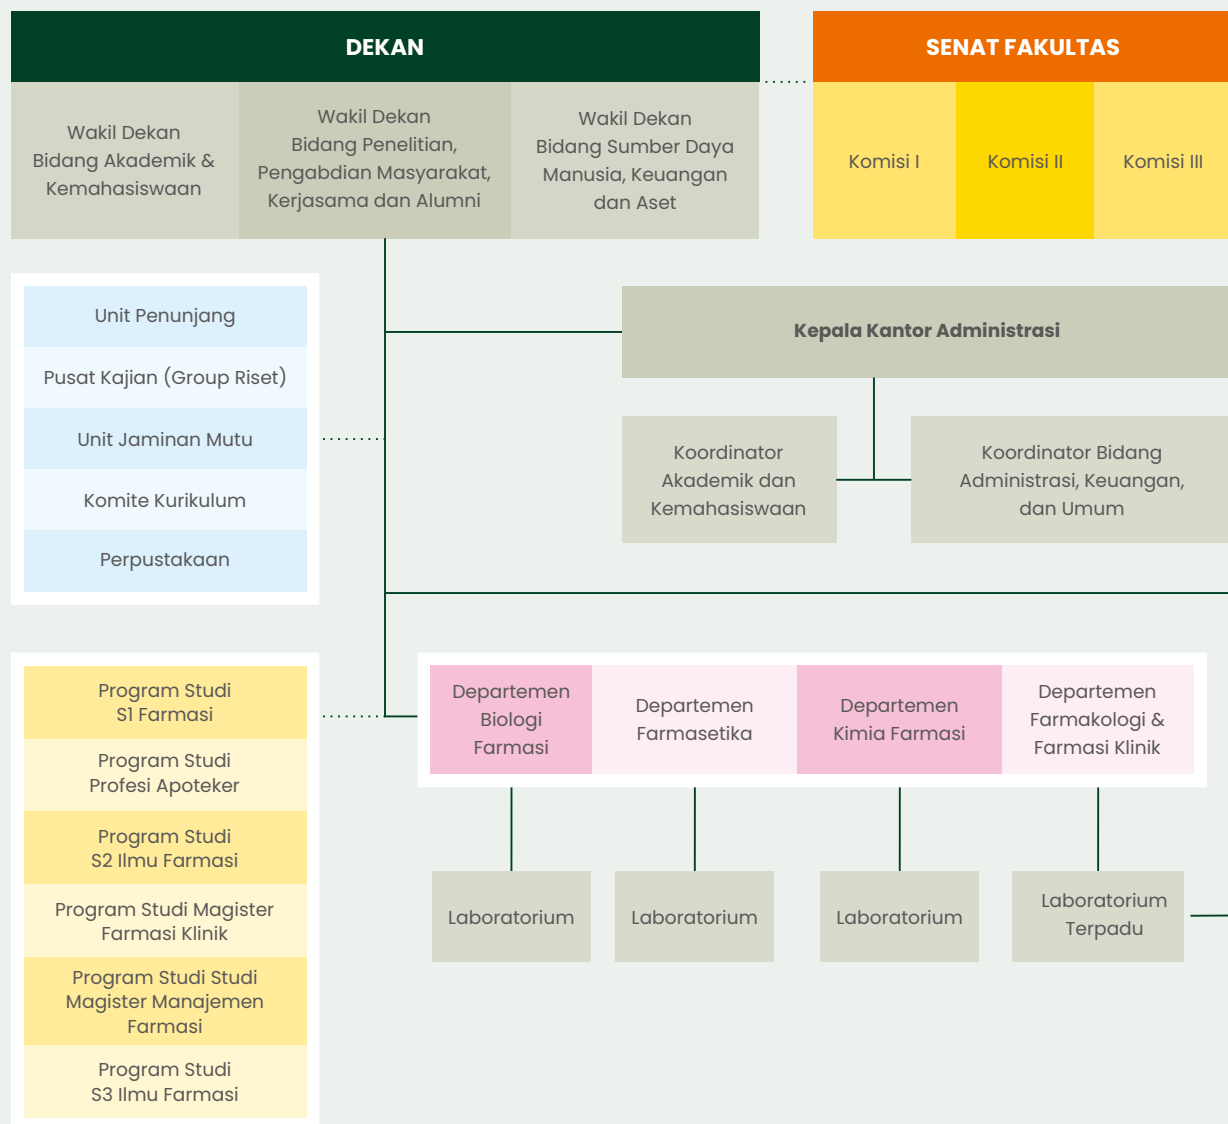 DEKAN
SENAT FAKULTAS
Wakil Dekan
Bidang Akademik &
Kemahasiswaan
Wakil Dekan
Bidang Penelitian,
Pengabdian Masyarakat,
Kerjasama dan Alumni
Wakil Dekan
Bidang Sumber Daya
Manusia, Keuangan
dan Aset
Komisi I
Komisi II
Komisi III
Unit Penunjang
Pusat Kajian (Group Riset)
Unit Jaminan Mutu
Komite Kurikulum
Perpustakaan
Kepala Kantor Administrasi
Koordinator
Akademik dan
Kemahasiswaan
Koordinator Bidang
Administrasi, Keuangan,
dan Umum
Program Studi
S1 Farmasi
Program Studi
Profesi Apoteker
Program Studi
S2 Ilmu Farmasi
Program Studi Magister
Farmasi Klinik
Program Studi Studi
Magister Manajemen
Farmasi
Program Studi
S3 Ilmu Farmasi
Departemen
Biologi
Farmasi
Departemen
Farmasetika
Departemen
Kimia Farmasi
Departemen
Farmakologi &
Farmasi Klinik
Laboratorium
Laboratorium
Laboratorium
Laboratorium
Terpadu